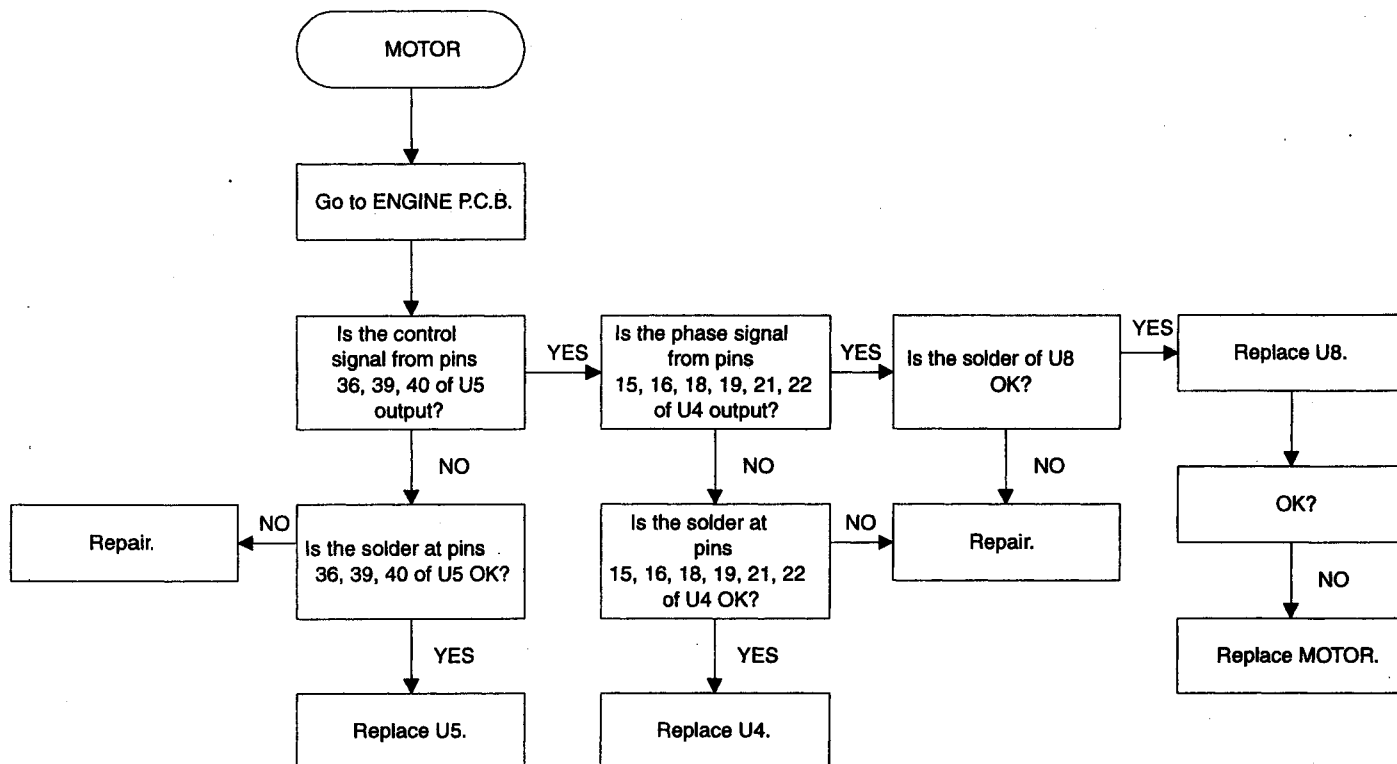 MOTOR
Go to ENGINE P.C.B.
Is the control
signal from pins
36, 39, 40 of U5
output?
YES
Is the phase signal
from pins
15, 16, 18, 19, 21, 22
of U4 output?
YES
Is the solder of U8
OK?
YES
Replace U8.
NO
NO
NO
OK?
Repair.
NO
Is the solder at pins
36, 39, 40 of U5 OK?
Is the solder at
pins
15, 16, 18, 19, 21, 22
of U4 OK?
NO
Repair.
NO
YES
YES
Replace MOTOR.
Replace U5.
Replace U4.